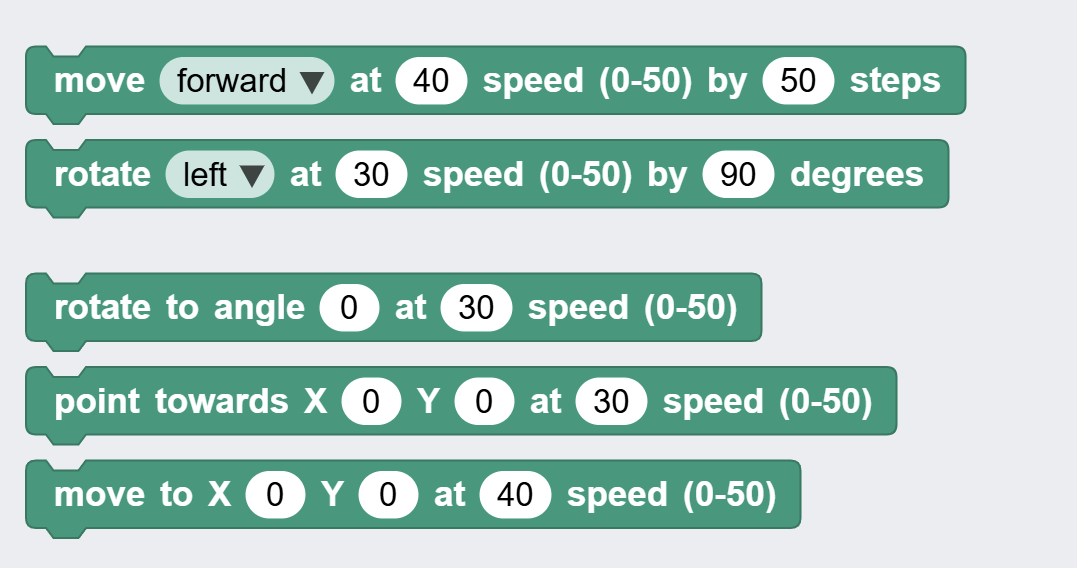 move forward ▼ at 40 speed (0-50) by 50 steps
rotate left ▼ at 30 speed (0-50) by 90 degrees
rotate to angle 0 at 30 speed (0-50)
point towards X 0 Y 0 at 30 speed (0-50)
move to X 0 Y 0 at 40 speed (0-50)